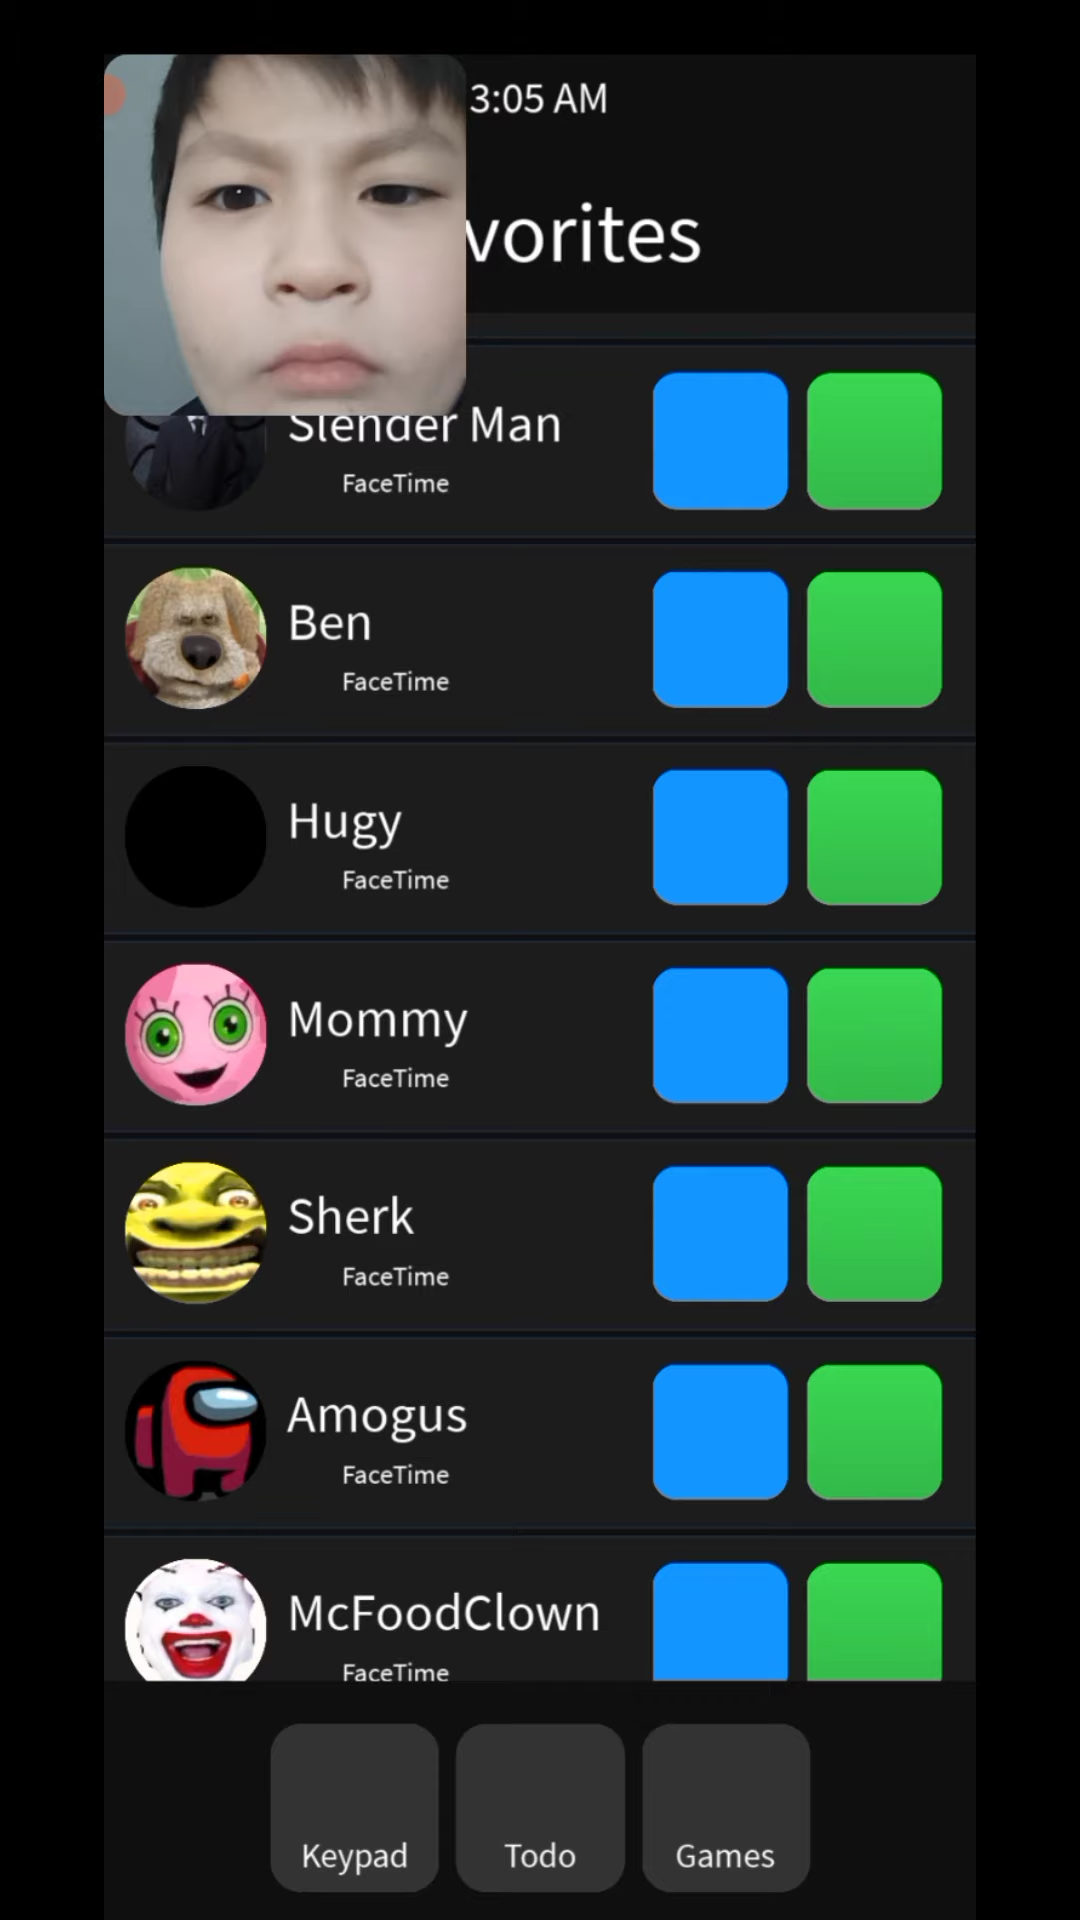 3:05 AM
vorites
Slender Man
FaceTime
Ben
FaceTime
Hugy
FaceTime
Mommy
FaceTime
Sherk
FaceTime
Amogus
FaceTime
McFoodClown
FaceTime
Keypad
Todo
Games